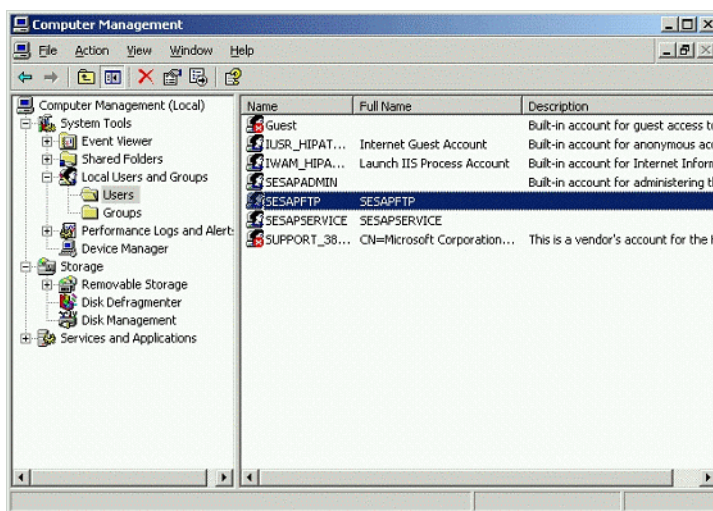 Computer Management
File Action View Window Help
Computer Management (Local)
System Tools
Event Viewer
Shared Folders
Local Users and Groups
Users
Groups
Performance Logs and Alert
Device Manager
Storage
Removable Storage
Disk Defragmenter
Disk Management
Services and Applications
Name Full Name Description
Guest Built-in account for guest access to
IUSR_HIPAT... Internet Guest Account Built-in account for anonymous
IWAM_HIPA... Launch IIS Process Account Built-in account for Internet
SESAPADMIN Built-in account for administering
SESAPFTP SESAPFTP
SESAPSERVICE SESAPSERVICE
SUPPORT_38... CN=Microsoft Corporation... This is a vendor's account for the